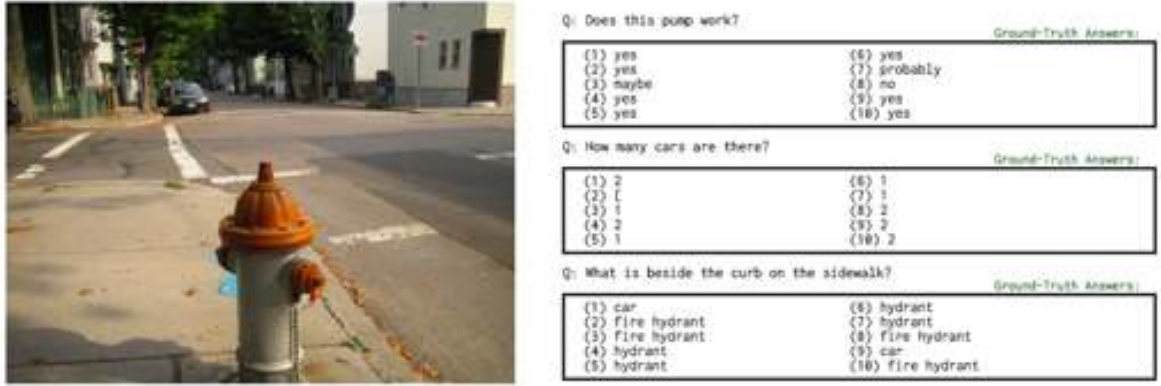 Q: Does this pump work?
Ground-Truth Answers:
(1) yes (6) yes
(2) yes (7) probably
(3) maybe (8) no
(4) yes (9) yes
(5) yes (10) yes
Q: How many cars are there?
Ground-Truth Answers:
(1) 2 (6) 1
(2) [ (7) 1
(3) 1 (8) 2
(4) 2 (9) 2
(5) 1 (10) 2
Q: What is beside the curb on the sidewalk?
Ground-Truth Answers:
(1) car (6) hydrant
(2) fire hydrant (7) hydrant
(3) fire hydrant (8) fire hydrant
(4) hydrant (9) car
(5) hydrant (10) fire hydrant